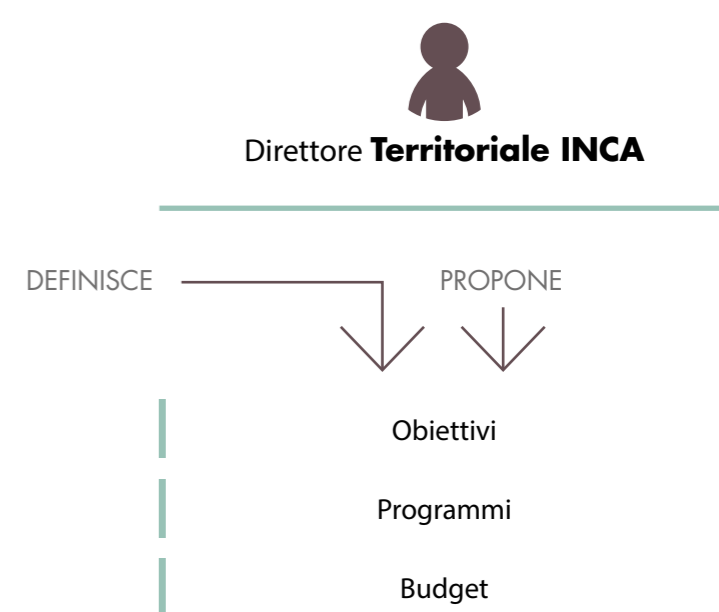 Direttore Territoriale INCA
DEFINISCE
PROPONE
Obiettivi
Programmi
Budget